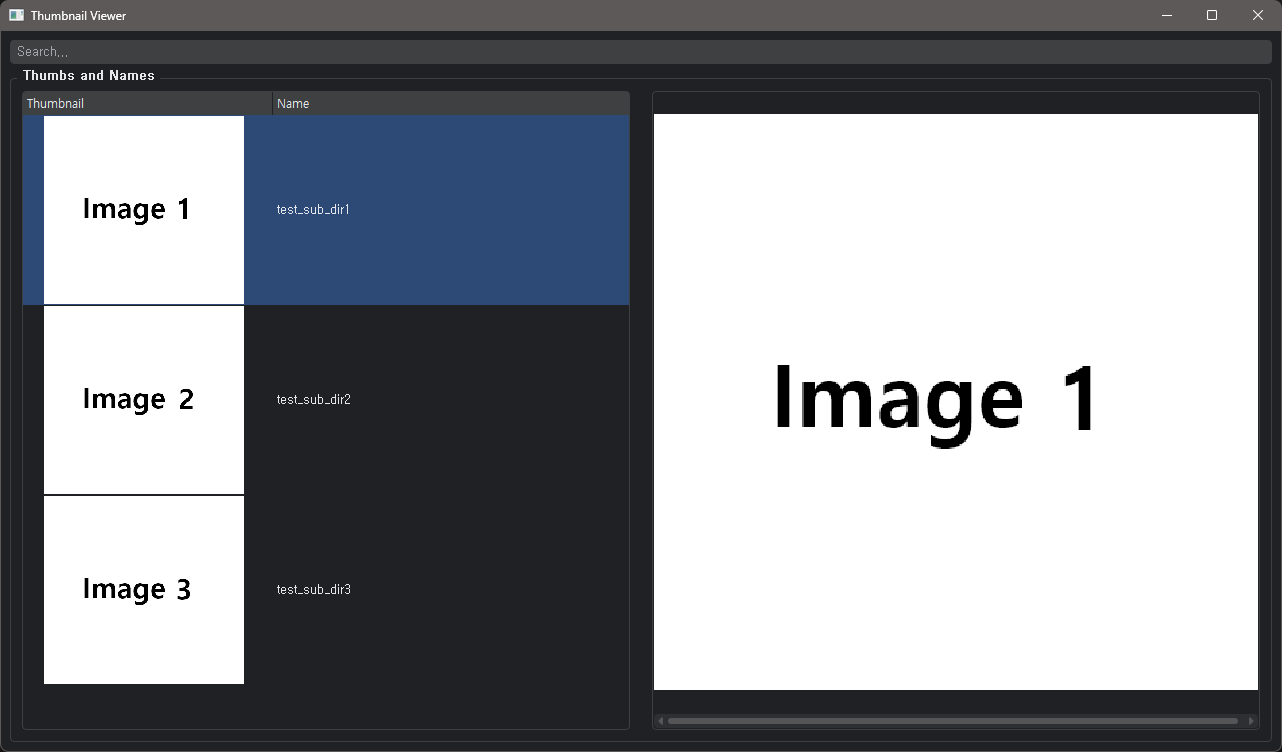 Thumbnail Viewer
Search...
Thumbs and Names
Thumbnail Name
Image 1 test_sub_dir1
Image 2 test_sub_dir2
Image 3 test_sub_dir3
Image 1